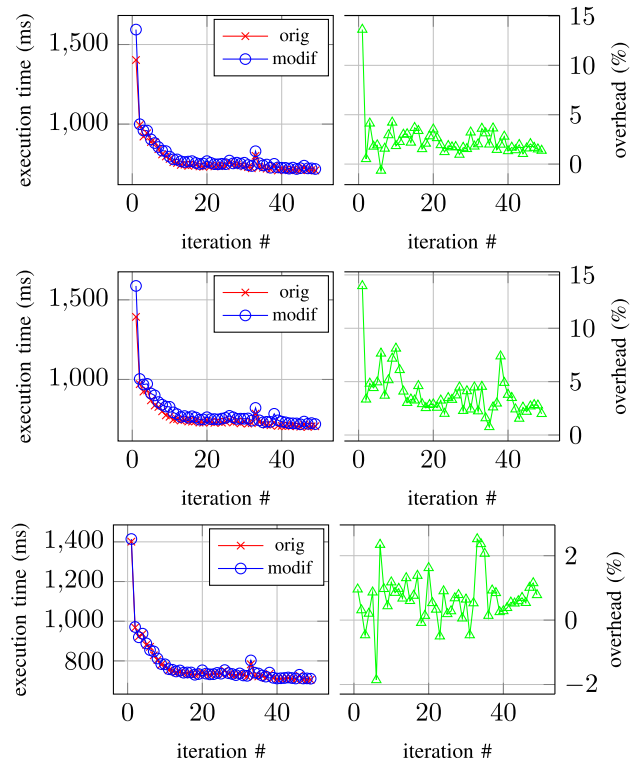 execution time (ms)
1,500
1,000
0
20
40
iteration #
orig
modif
15
10
5
0
overhead (%)
0
20
40
iteration #
execution time (ms)
1,500
1,000
0
20
40
iteration #
orig
modif
15
10
5
0
overhead (%)
0
20
40
iteration #
execution time (ms)
1,400
1,200
1,000
800
0
20
40
iteration #
orig
modif
2
0
−2
overhead (%)
0
20
40
iteration #